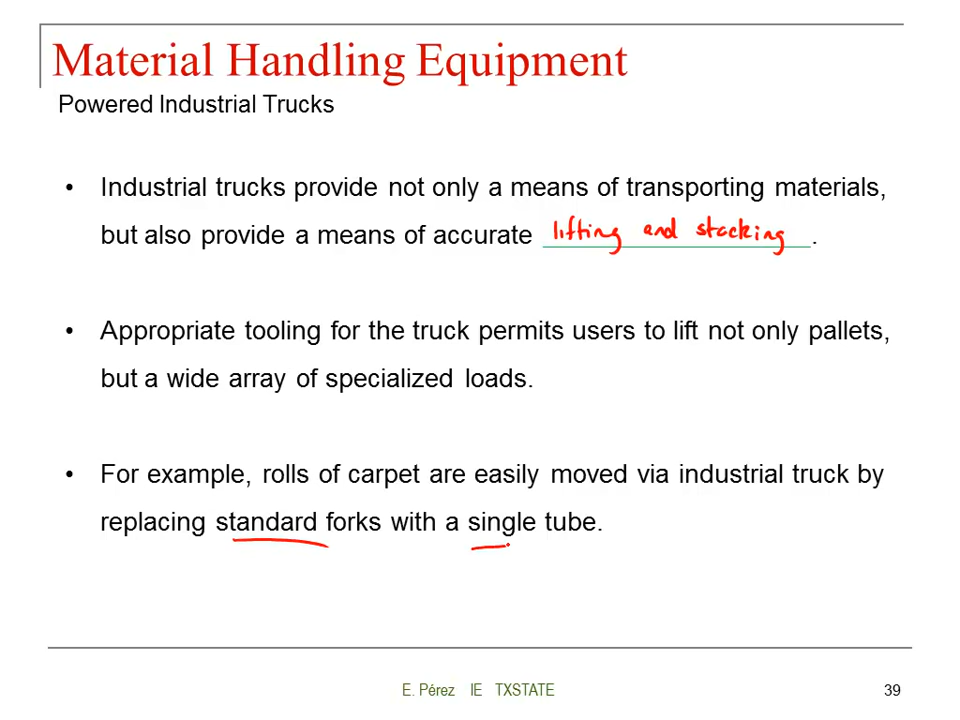 Material Handling Equipment
Powered Industrial Trucks
• Industrial trucks provide not only a means of transporting materials,
but also provide a means of accurate lifting and stacking.
• Appropriate tooling for the truck permits users to lift not only pallets,
but a wide array of specialized loads.
• For example, rolls of carpet are easily moved via industrial truck by
replacing standard forks with a single tube.
E. Pérez IE TXSTATE
39